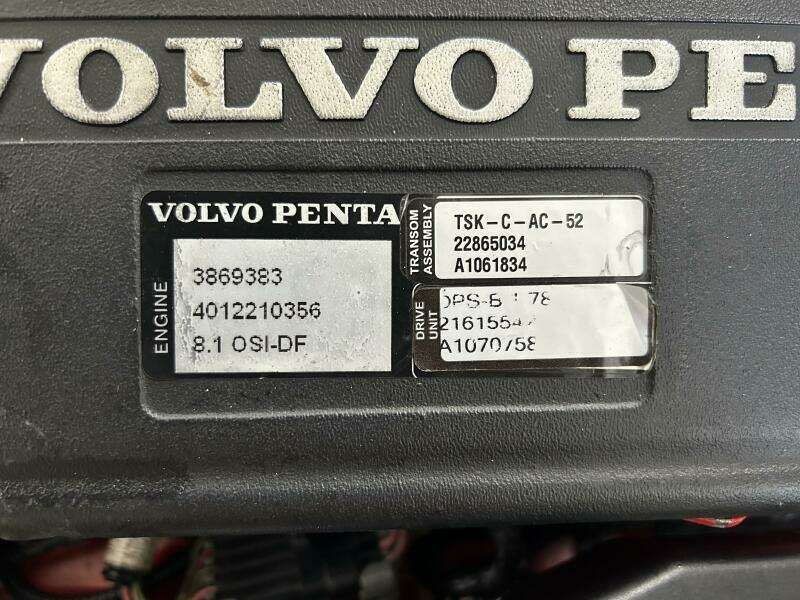 VOLVO PE
VOLVO PENTA
ENGINE
3869383
4012210356
8.1 OSI-DF
TRANSOM
ASSEMBLY
TSK-C-AC-52
22865034
A1061834
DRIVE
UNIT
A1070758